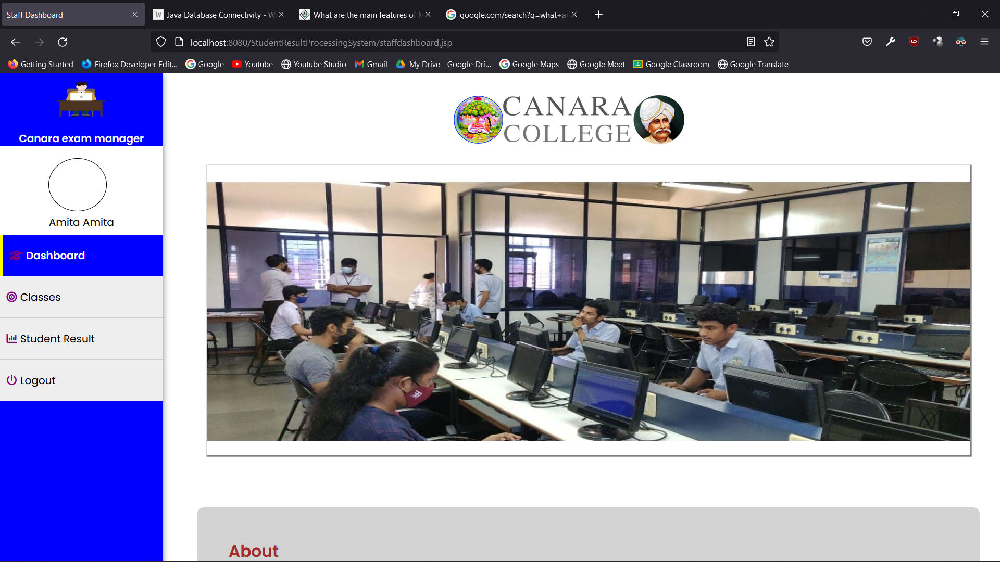 Staff Dashboard
Java Database Connectivity - W
What are the main features of M
google.com/search?q=what+ar
localhost:8080/StudentResultProcessingSystem/staffdashboard.jsp
Getting Started
Firefox Developer Edit...
Google
Youtube
Youtube Studio
Gmail
My Drive - Google Dri...
Google Maps
Google Meet
Google Classroom
Google Translate
Canara exam manager
Amita Amita
Dashboard
Classes
Student Result
Logout
CANARA
COLLEGE
AOC
About